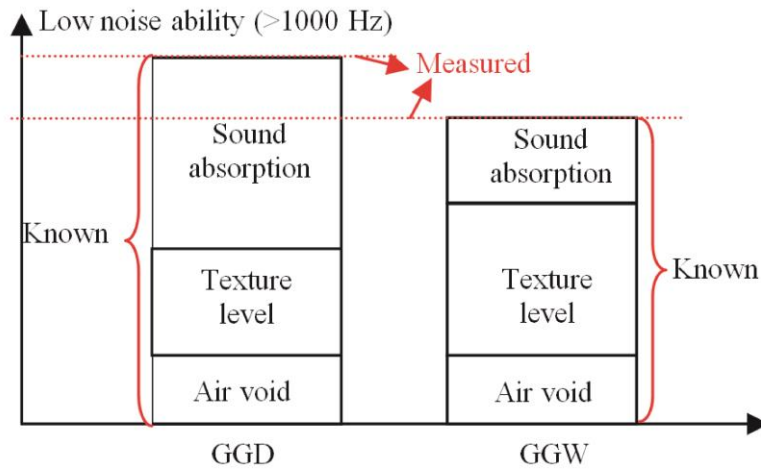 Low noise ability (>1000 Hz)
Measured
Sound
absorption
Sound
absorption
Known
Texture
level
Texture
level
Known
Air void
Air void
GGD
GGW